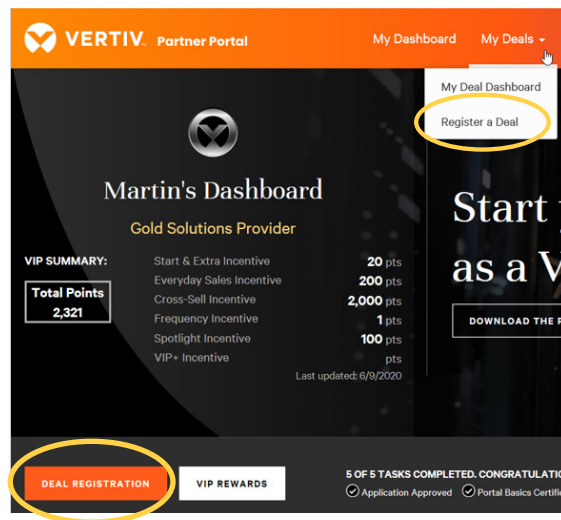 VERTIV. Partner Portal
My Dashboard
My Deals
My Deal Dashboard
Register a Deal
Martin's Dashboard
Gold Solutions Provider
VIP SUMMARY:
Total Points
2,321
Start & Extra Incentive 20 pts
Everyday Sales Incentive 200 pts
Cross-Sell Incentive 2,000 pts
Frequency Incentive 1 pts
Spotlight Incentive 100 pts
VIP+ Incentive pts
Last updated: 6/9/2020
Start
as a V
DOWNLOAD THE
DEAL REGISTRATION
VIP REWARDS
5 OF 5 TASKS COMPLETED. CONGRATULATI
Application Approved Portal Basics Certifi